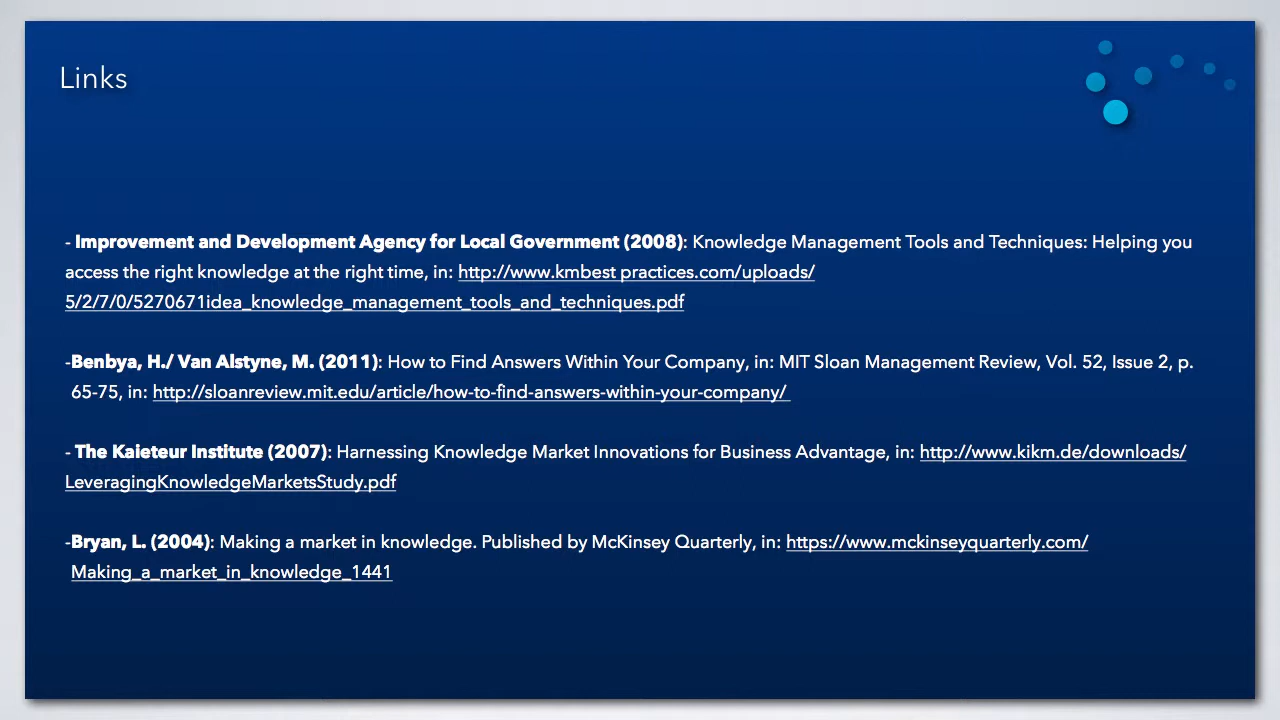 Links
- Improvement and Development Agency for Local Government (2008): Knowledge Management Tools and Techniques: Helping you
access the right knowledge at the right time, in: http://www.kmbest practices.com/uploads/
5/2/7/0/5270671idea_knowledge_management_tools_and_techniques.pdf
-Benbya, H./ Van Alstyne, M. (2011): How to Find Answers Within Your Company, in: MIT Sloan Management Review, Vol. 52, Issue 2, p.
65-75, in: http://sloanreview.mit.edu/article/how-to-find-answers-within-your-company/
- The Kaieteur Institute (2007): Harnessing Knowledge Market Innovations for Business Advantage, in: http://www.kikm.de/downloads/
LeveragingKnowledgeMarketsStudy.pdf
-Bryan, L. (2004): Making a market in knowledge. Published by McKinsey Quarterly, in: https://www.mckinseyquarterly.com/
Making_a_market_in_knowledge_1441